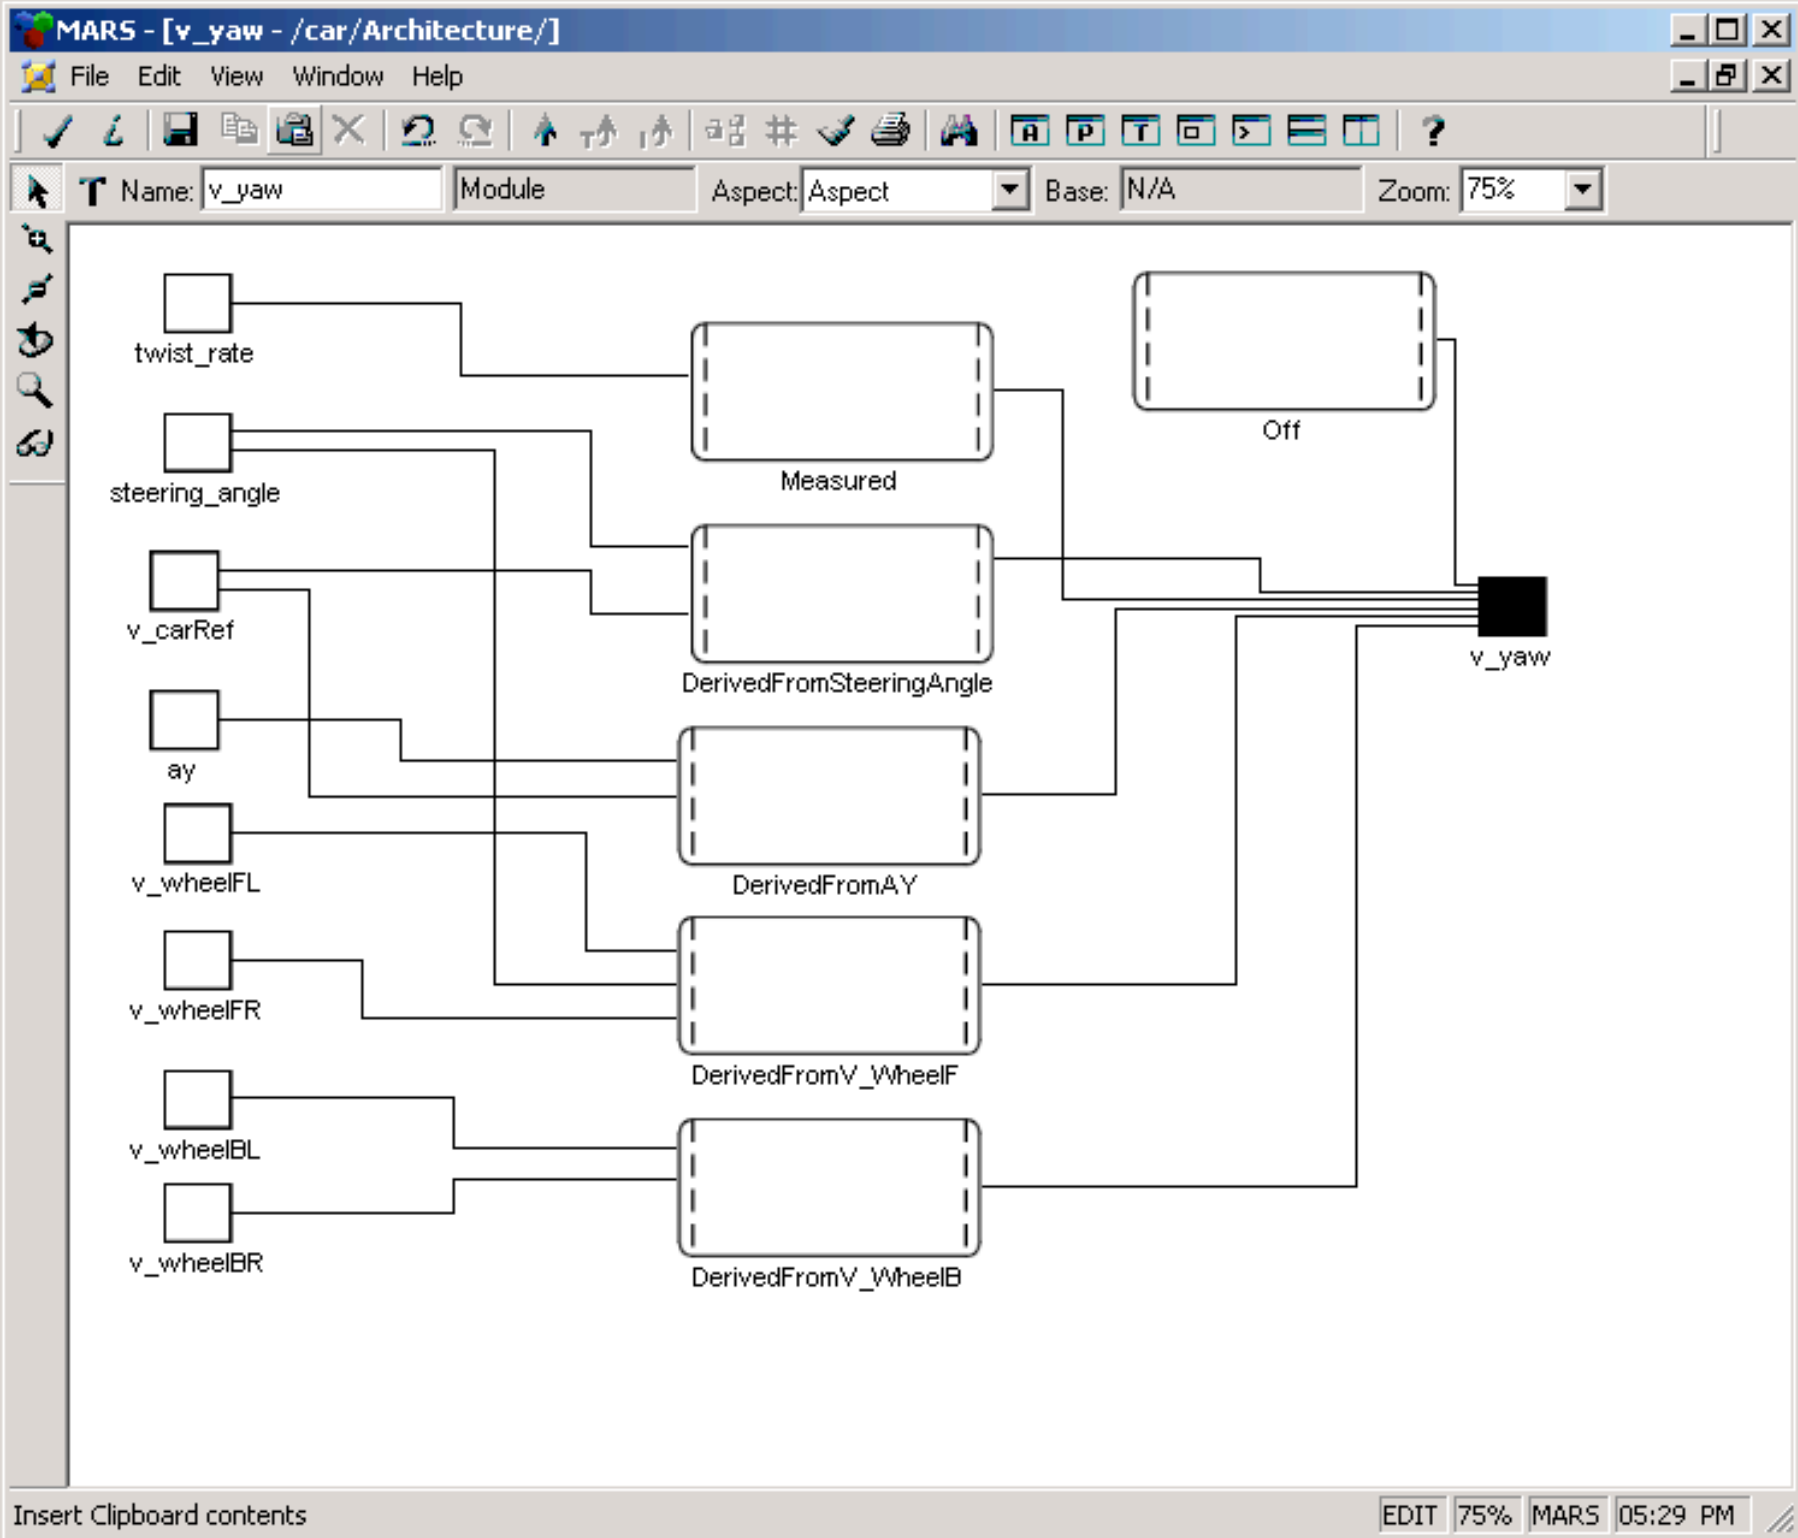 MARS - [v_yaw - /car/Architecture/]
File Edit View Window Help
Name: v_yaw Module Aspect: Aspect Base: N/A Zoom: 75%
twist_rate
Off
Measured
steering_angle
v_carRef
DerivedFromSteeringAngle
v_yaw
ay
DerivedFromAY
v_wheelFL
v_wheelFR
DerivedFromV_WheelF
v_wheelBL
v_wheelBR
DerivedFromV_WheelB
Insert Clipboard contents EDIT 75% MARS 05:29 PM